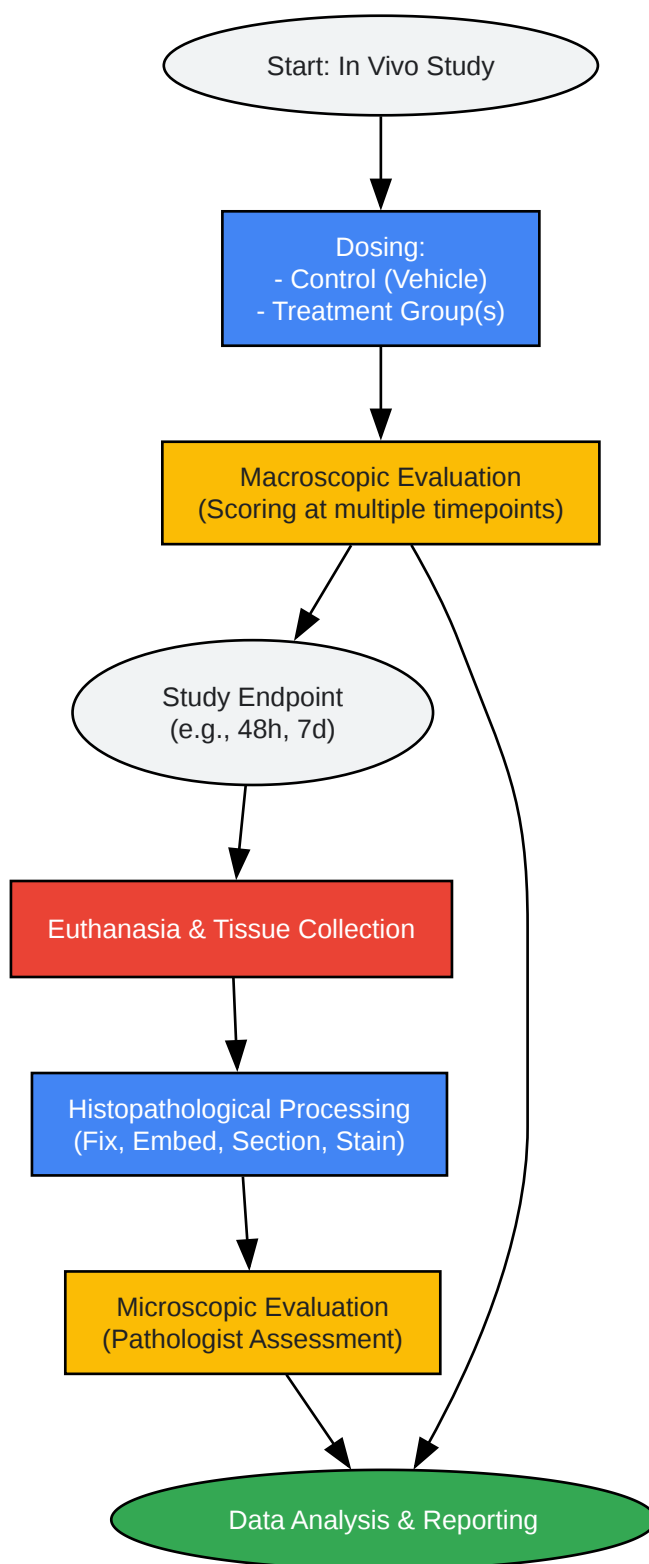 Start: In Vivo Study
Dosing:
- Control (Vehicle)
- Treatment Group(s)
Macroscopic Evaluation
(Scoring at multiple timepoints)
Study Endpoint
(e.g., 48h, 7d)
Euthanasia & Tissue Collection
Histopathological Processing
(Fix, Embed, Section, Stain)
Microscopic Evaluation
(Pathologist Assessment)
Data Analysis & Reporting